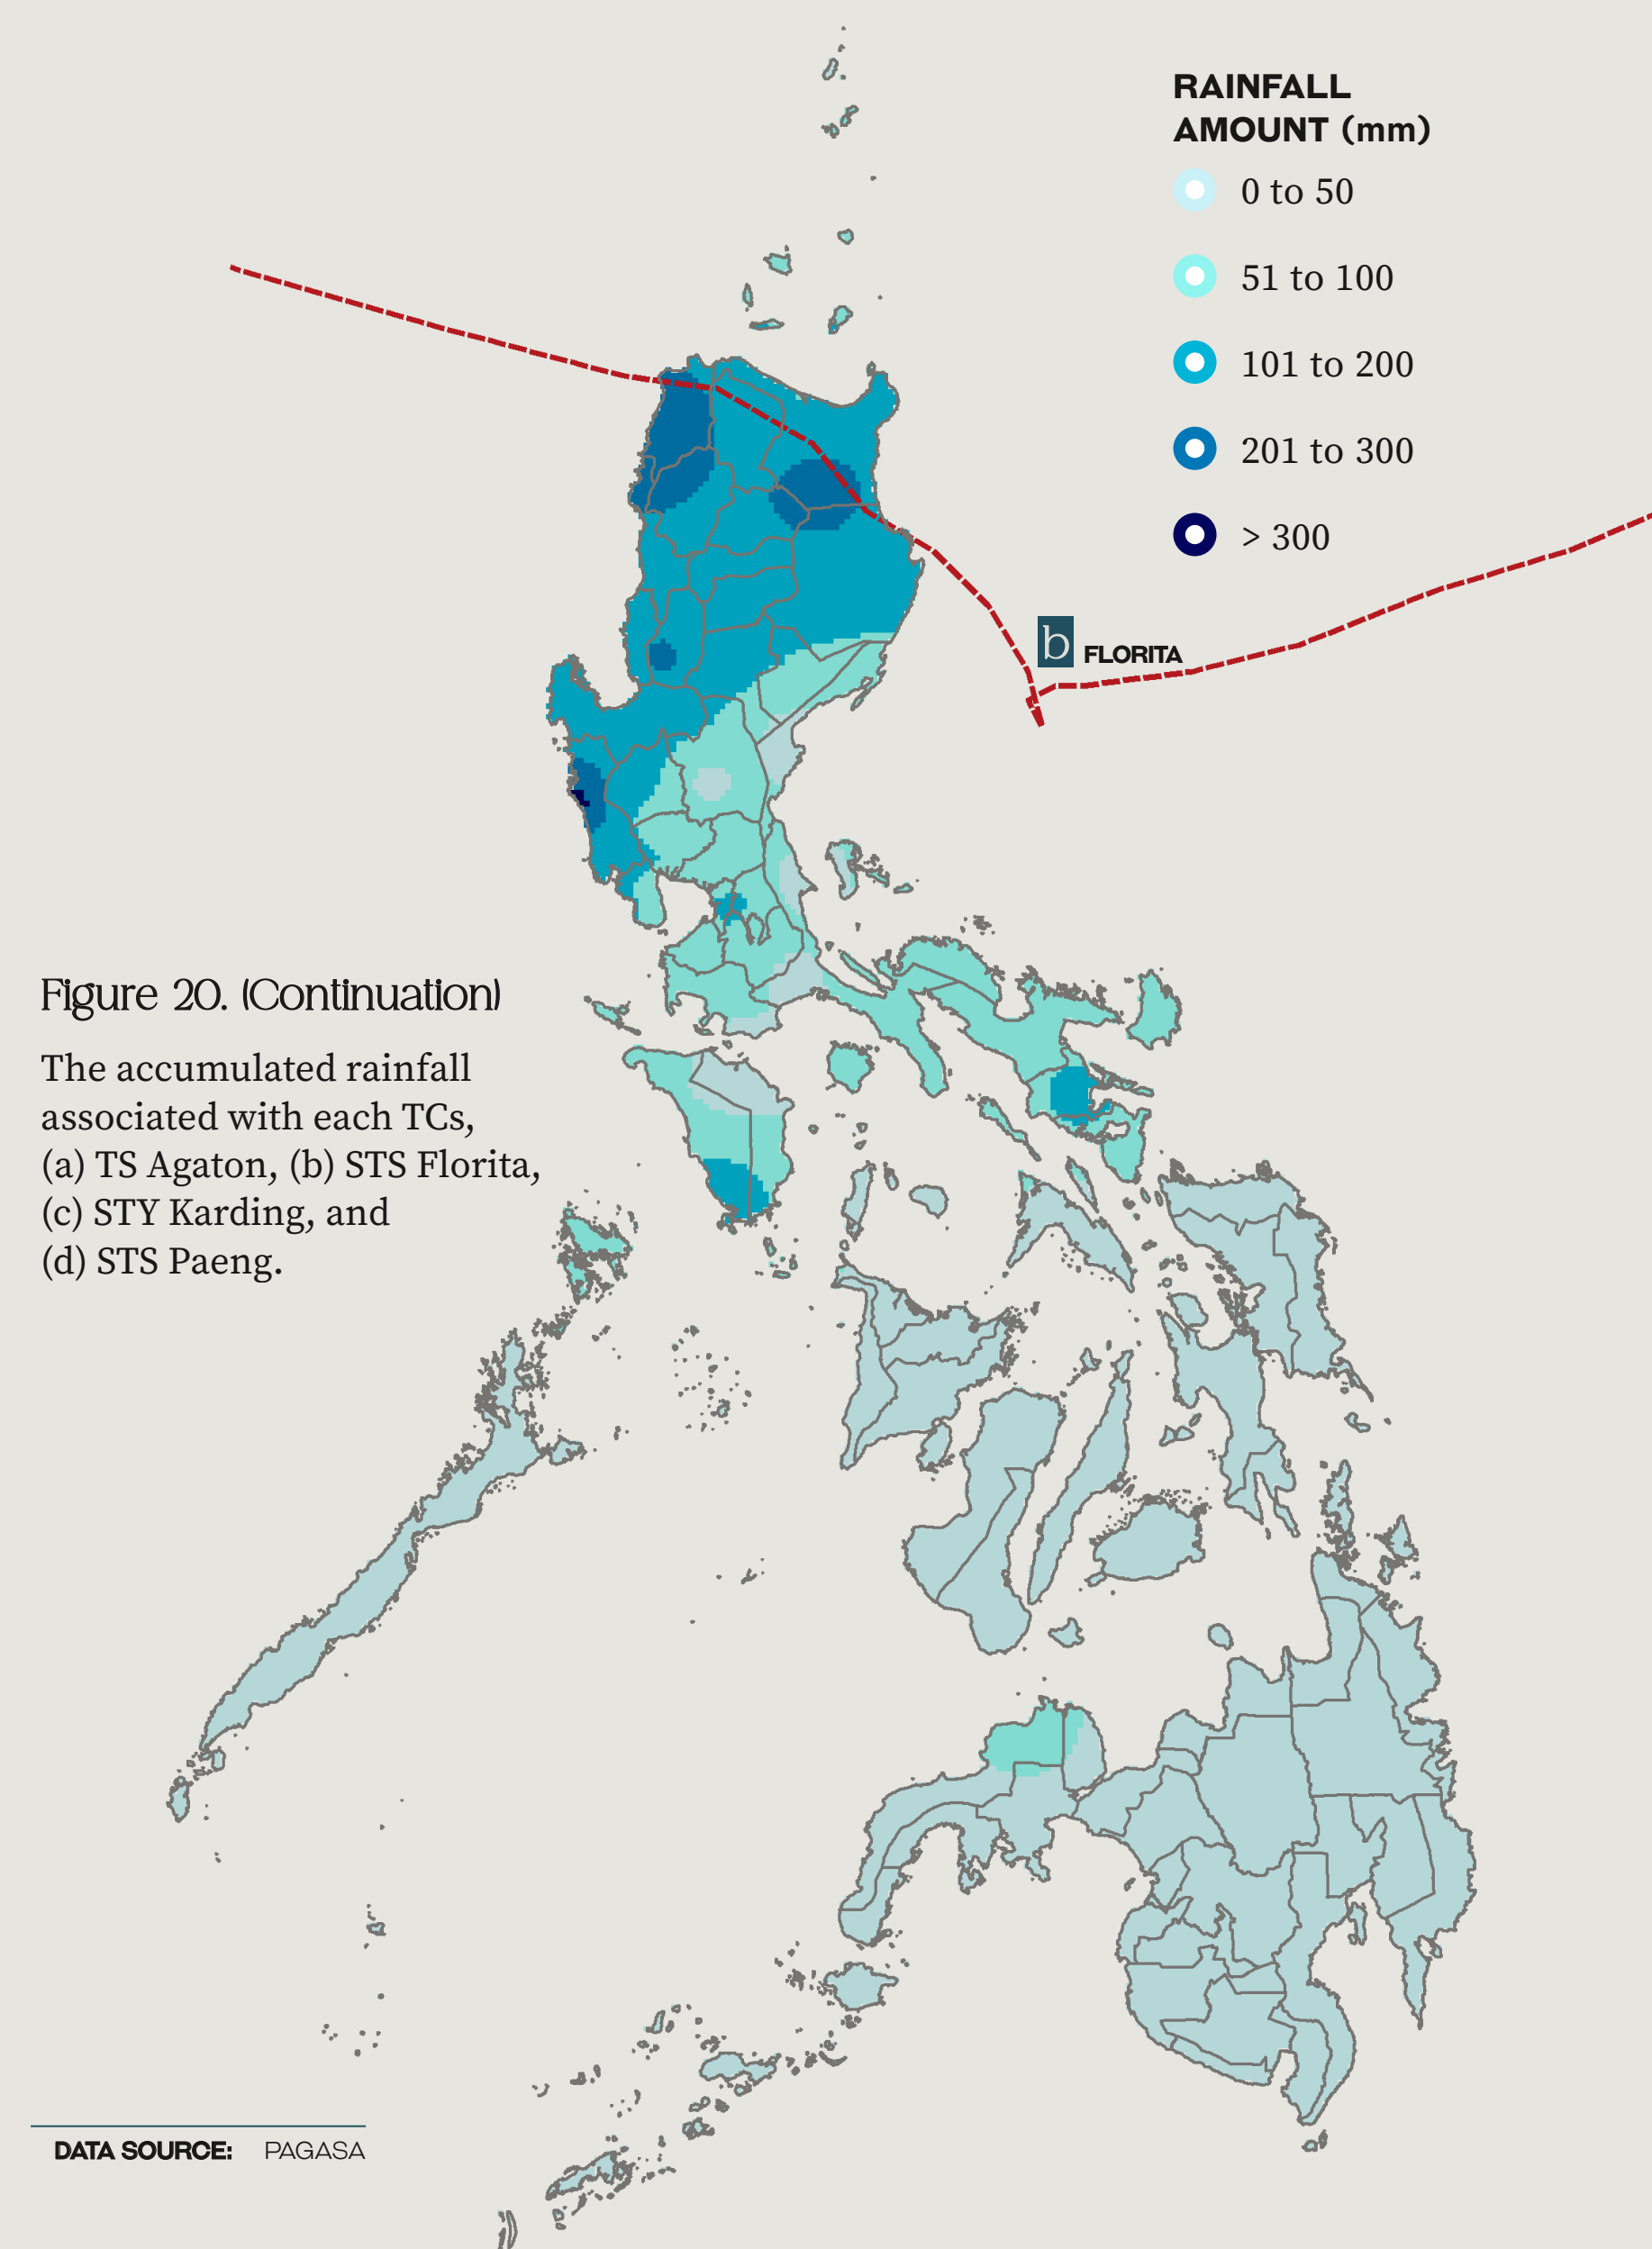 RAINFALL
AMOUNT (mm)
0 to 50
51 to 100
101 to 200
201 to 300
> 300
b FLORITA
Figure 20. (Continuation)
The accumulated rainfall
associated with each TCs,
(a) TS Agaton, (b) STS Florita,
(c) STY Karding, and
(d) STS Paeng.
DATA SOURCE: PAGASA